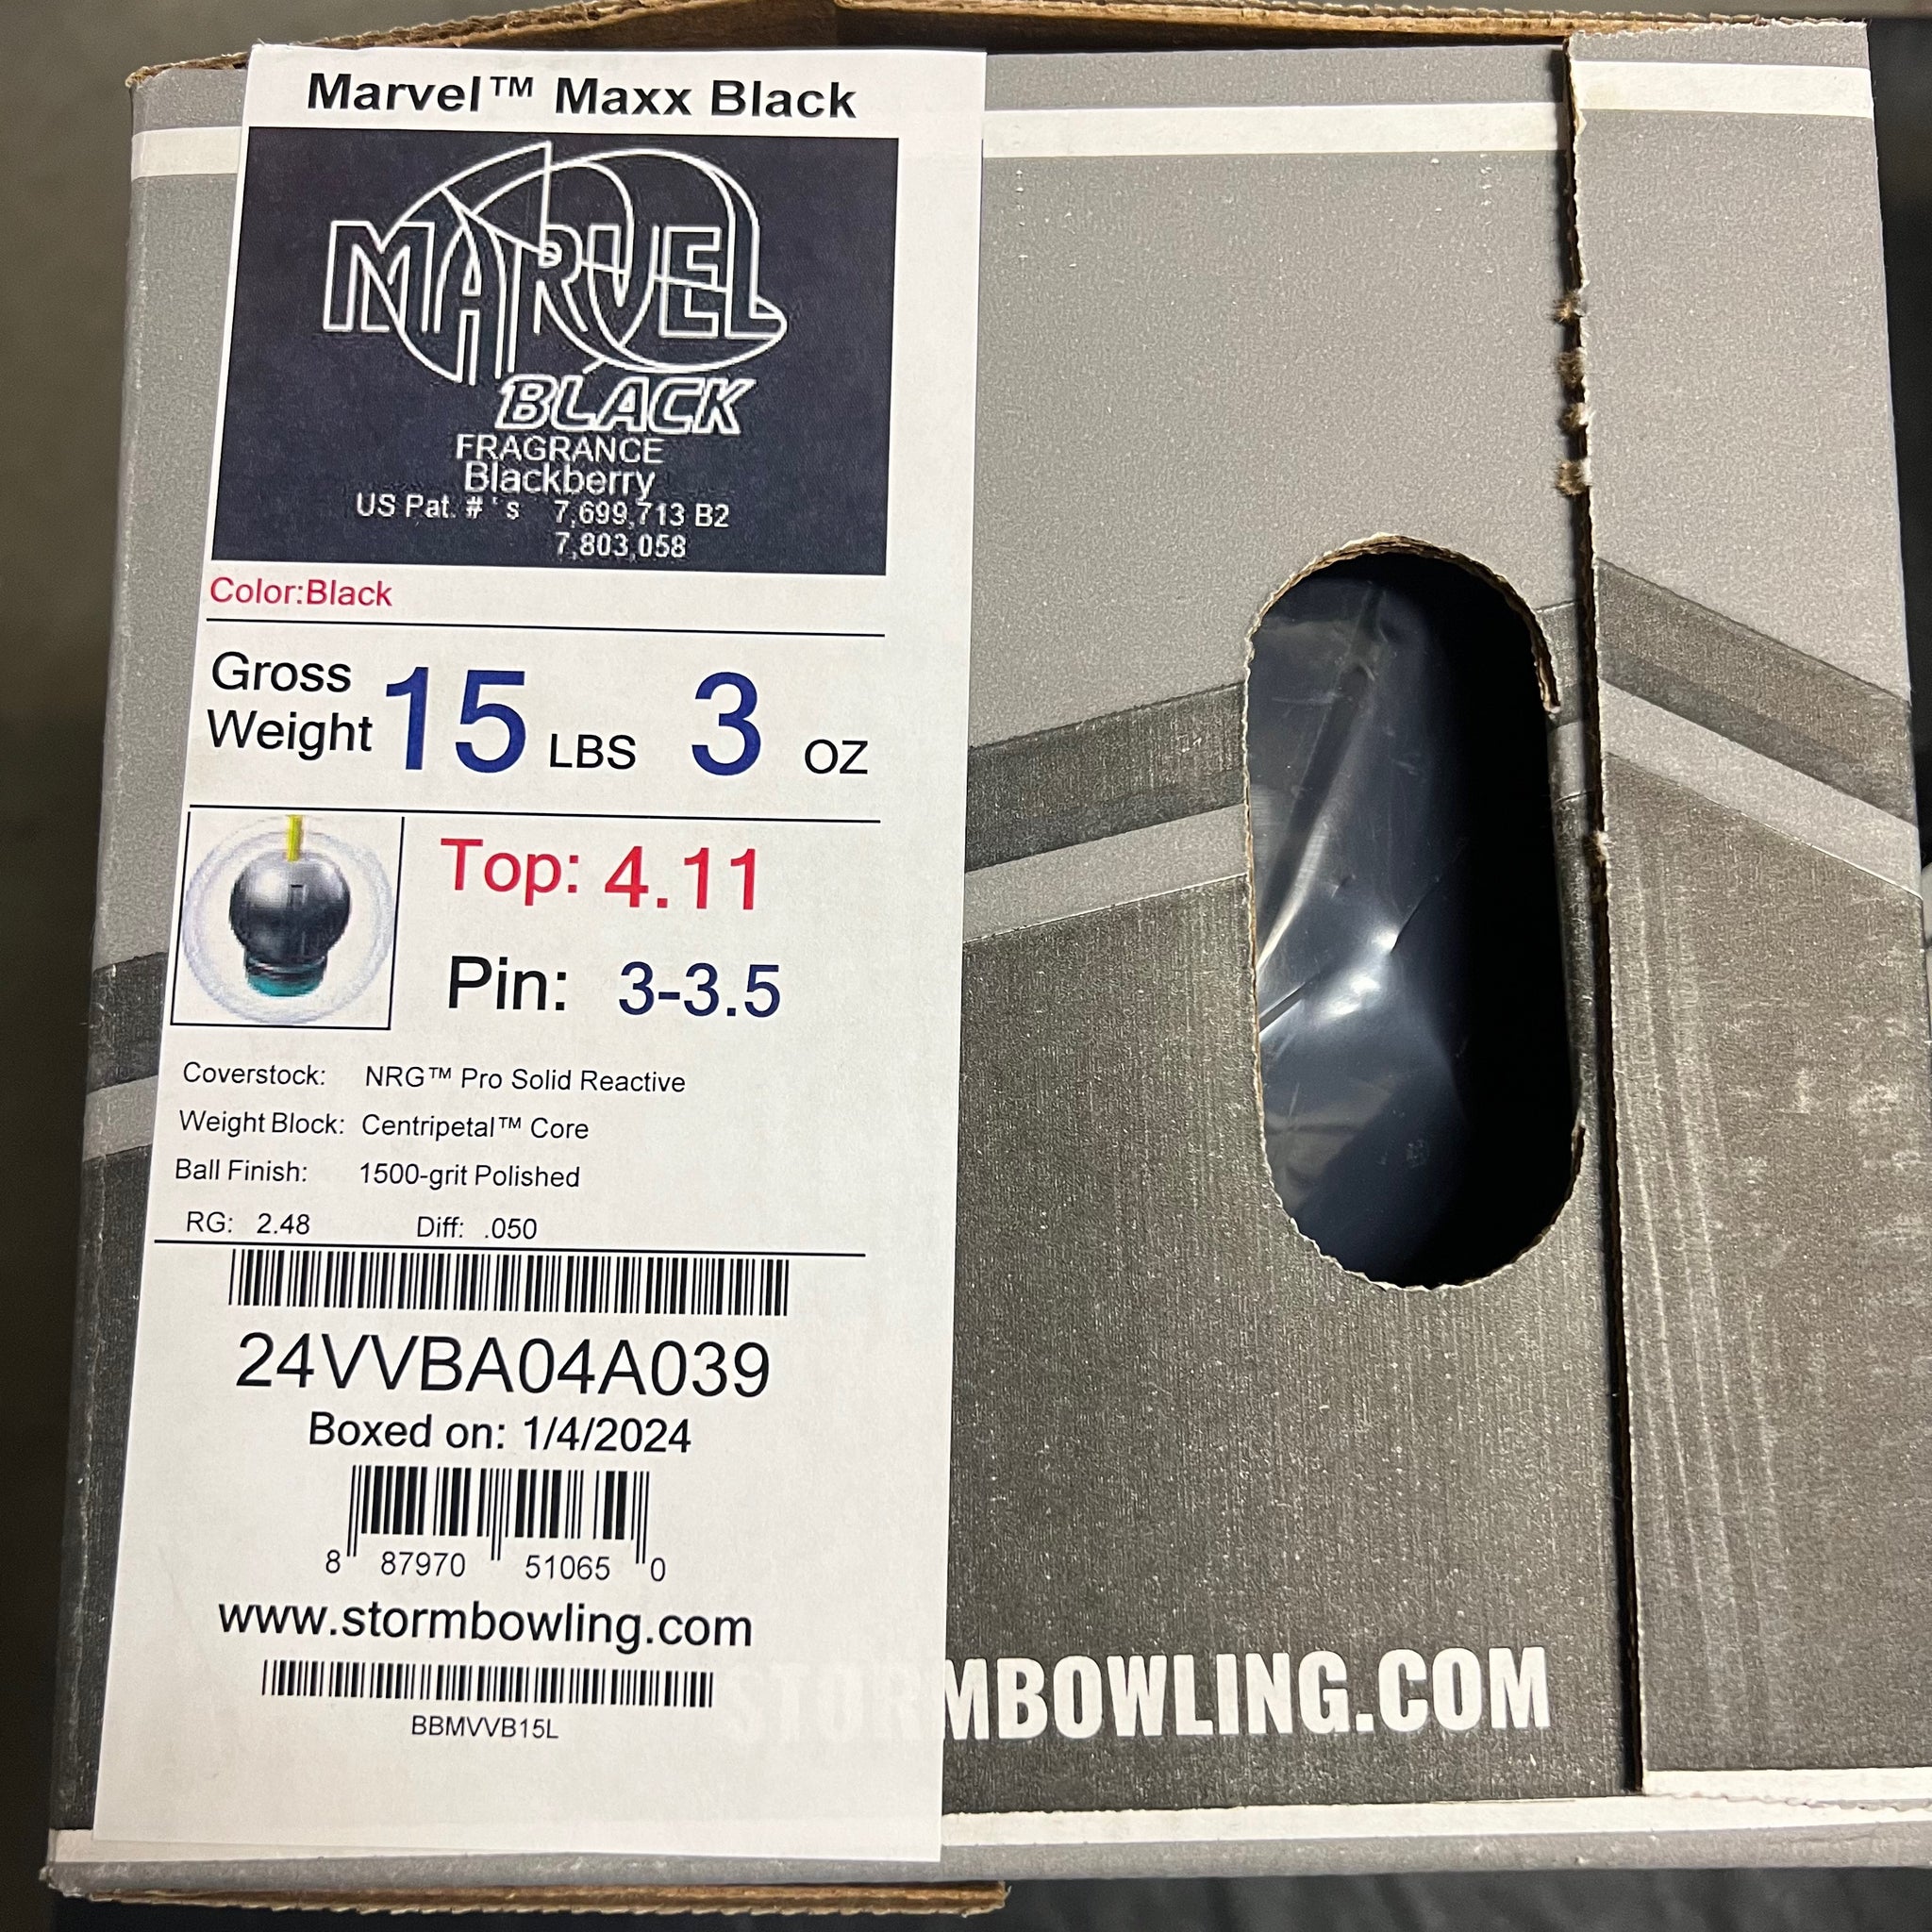 Marvel™ Maxx Black
MARVEL
BLACK
FRAGRANCE
Blackberry
US Pat. #'s 7,699,713 B2
7,803,058
Color:Black
Gross Weight 15 LBS 3 OZ
Top: 4.11
Pin: 3-3.5
Coverstock: NRG™ Pro Solid Reactive
Weight Block: Centripetal™ Core
Ball Finish: 1500-grit Polished
RG: 2.48 Diff: .050
24VVBA04A039
Boxed on: 1/4/2024
8 87970 51065 0
www.stormbowling.com
BBMVVB15L
STORMBOWLING.COM